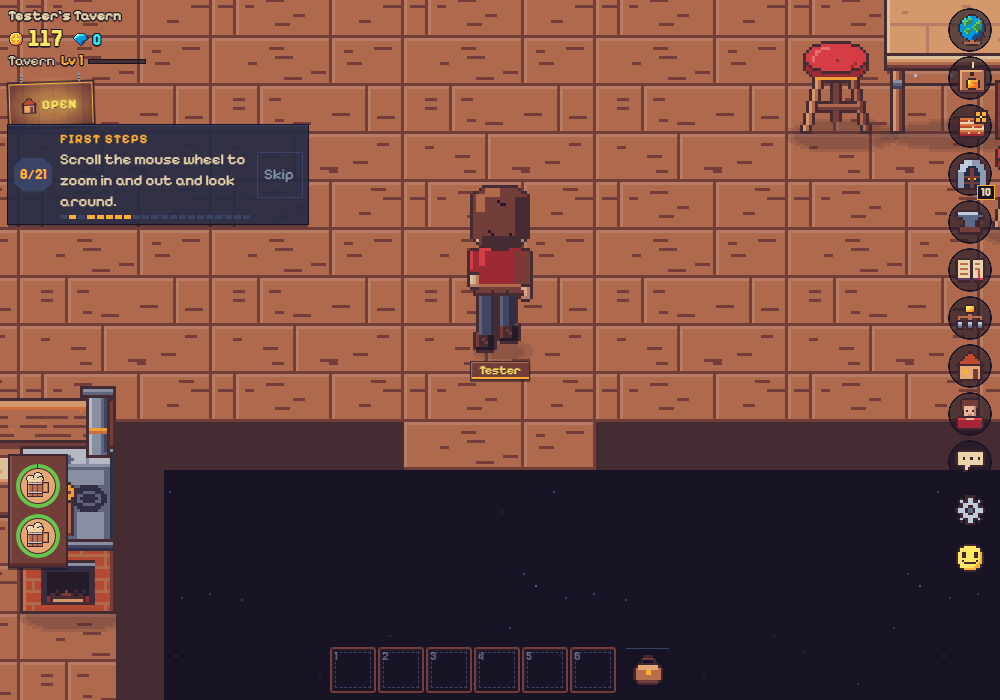 Tester's Tavern
117 0
Tavern Lv 1
OPEN
FIRST STEPS
6/21
Scroll the mouse wheel to
zoom in and out and look
around.
Skip
10
Tester
1 2 3 4 5 6